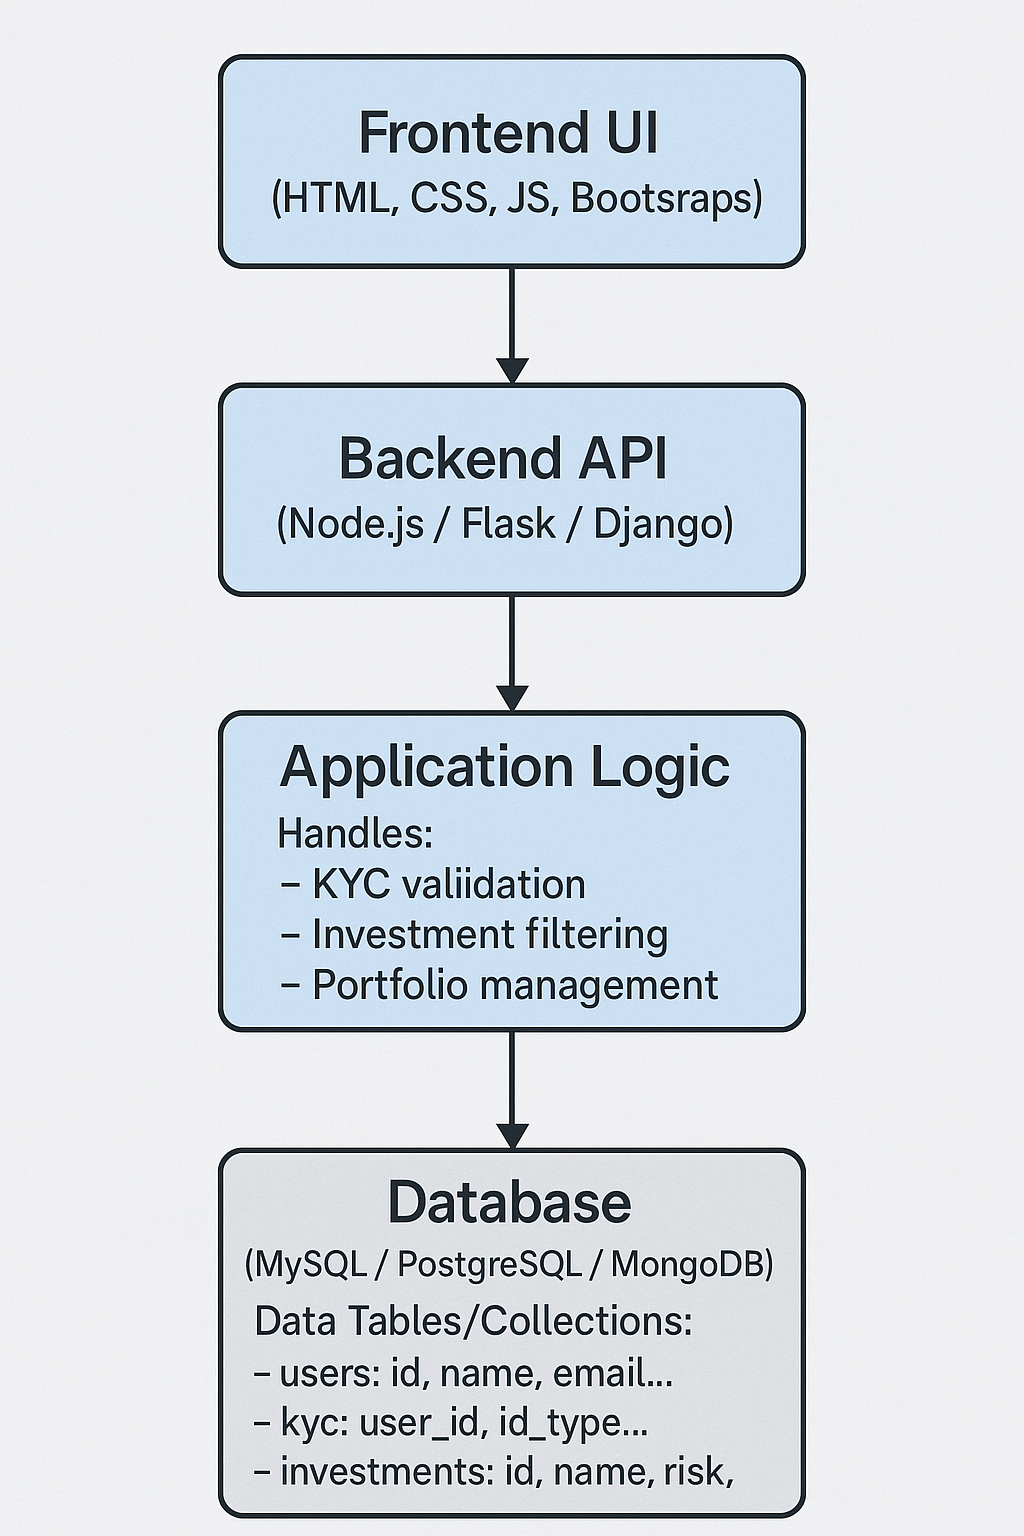 Frontend UI
(HTML, CSS, JS, Bootsraps)
Backend API
(Node.js / Flask / Django)
Application Logic
Handles:
– KYC valiidation
– Investment filtering
– Portfolio management
Database
(MySQL / PostgreSQL / MongoDB)
Data Tables/Collections:
– users: id, name, email...
– kyc: user_id, id_type...
– investments: id, name, risk,